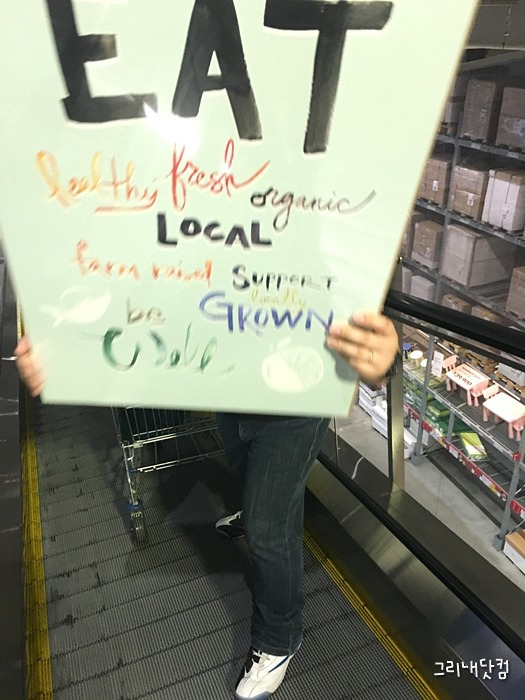 EAT
healthy fresh organic
LOCAL
farm raised SUPPORT
locally
be GROWN
그리내닷컴